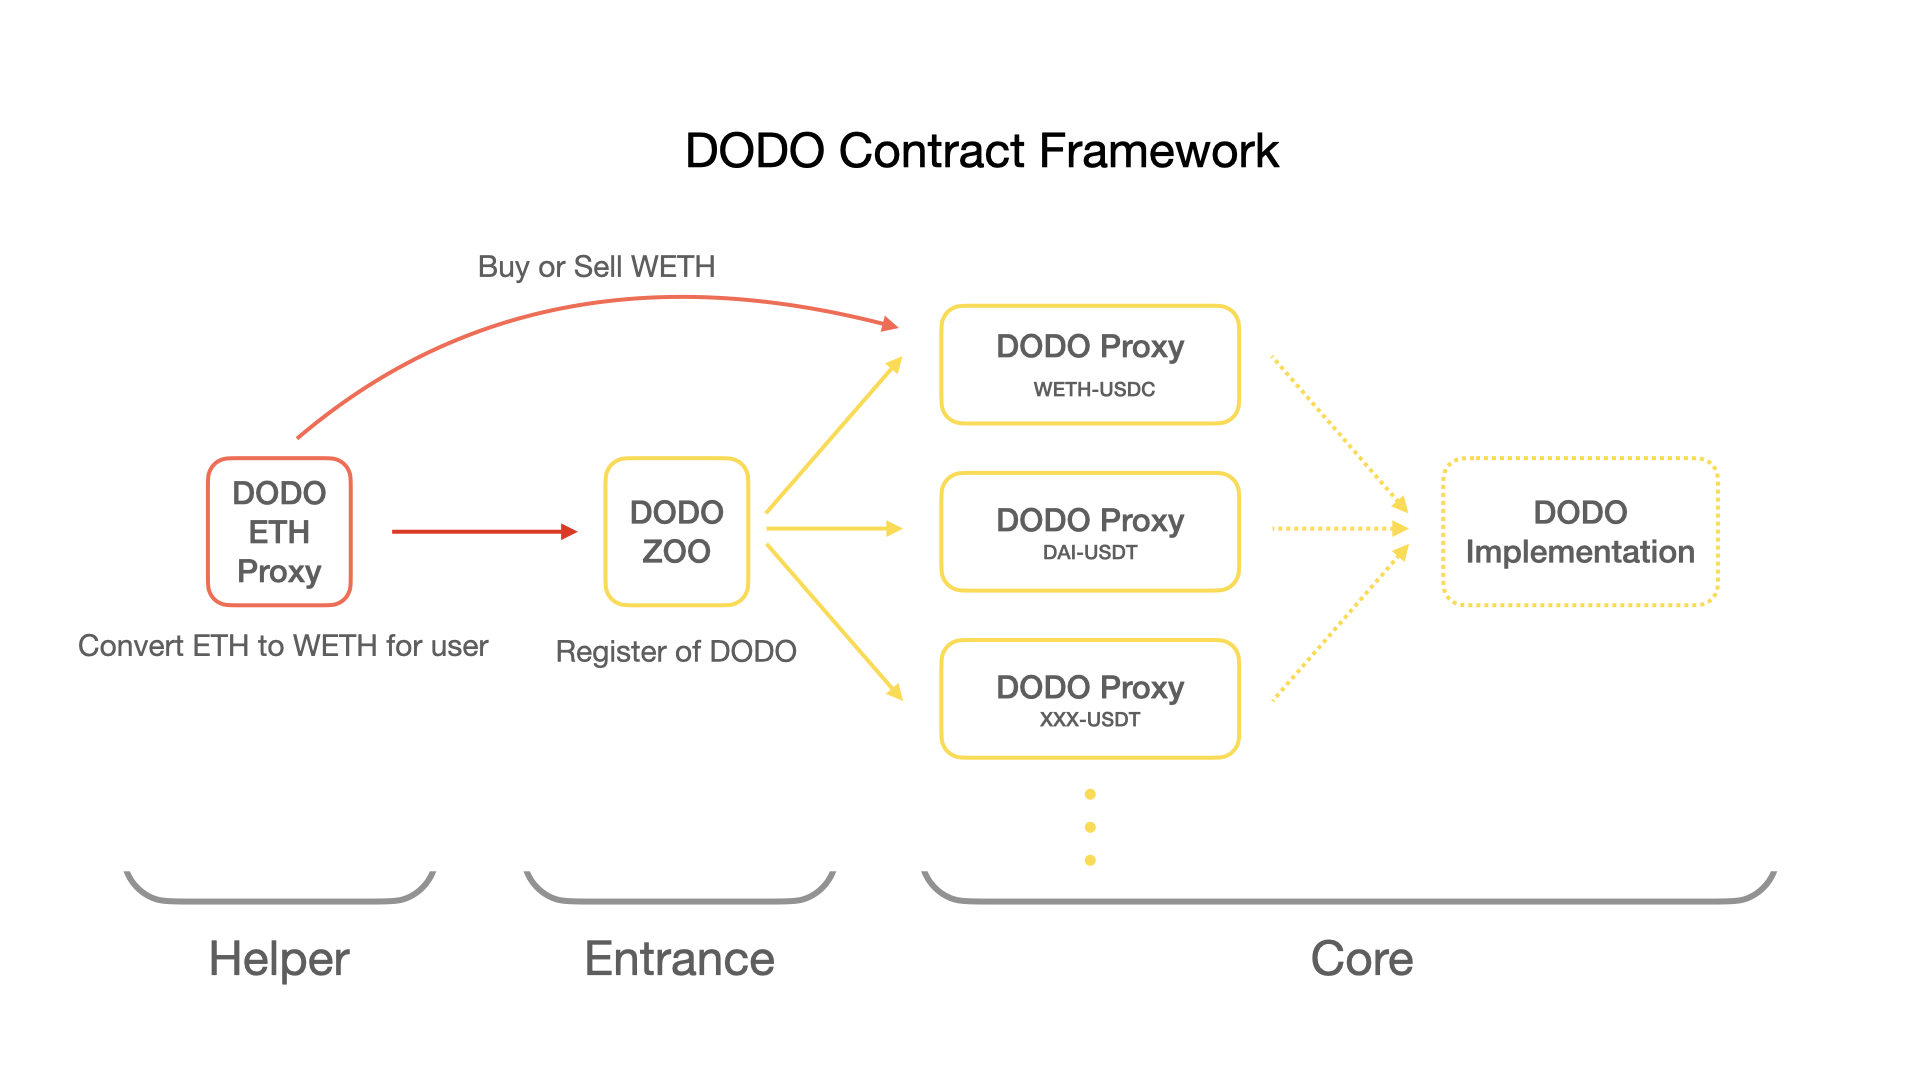 DODO Contract Framework
Buy or Sell WETH
DODO
ETH
Proxy
Convert ETH to WETH for user
DODO
ZOO
Register of DODO
DODO Proxy
WETH-USDC
DODO Proxy
DAI-USDT
DODO Proxy
XXX-USDT
DODO
Implementation
Helper
Entrance
Core